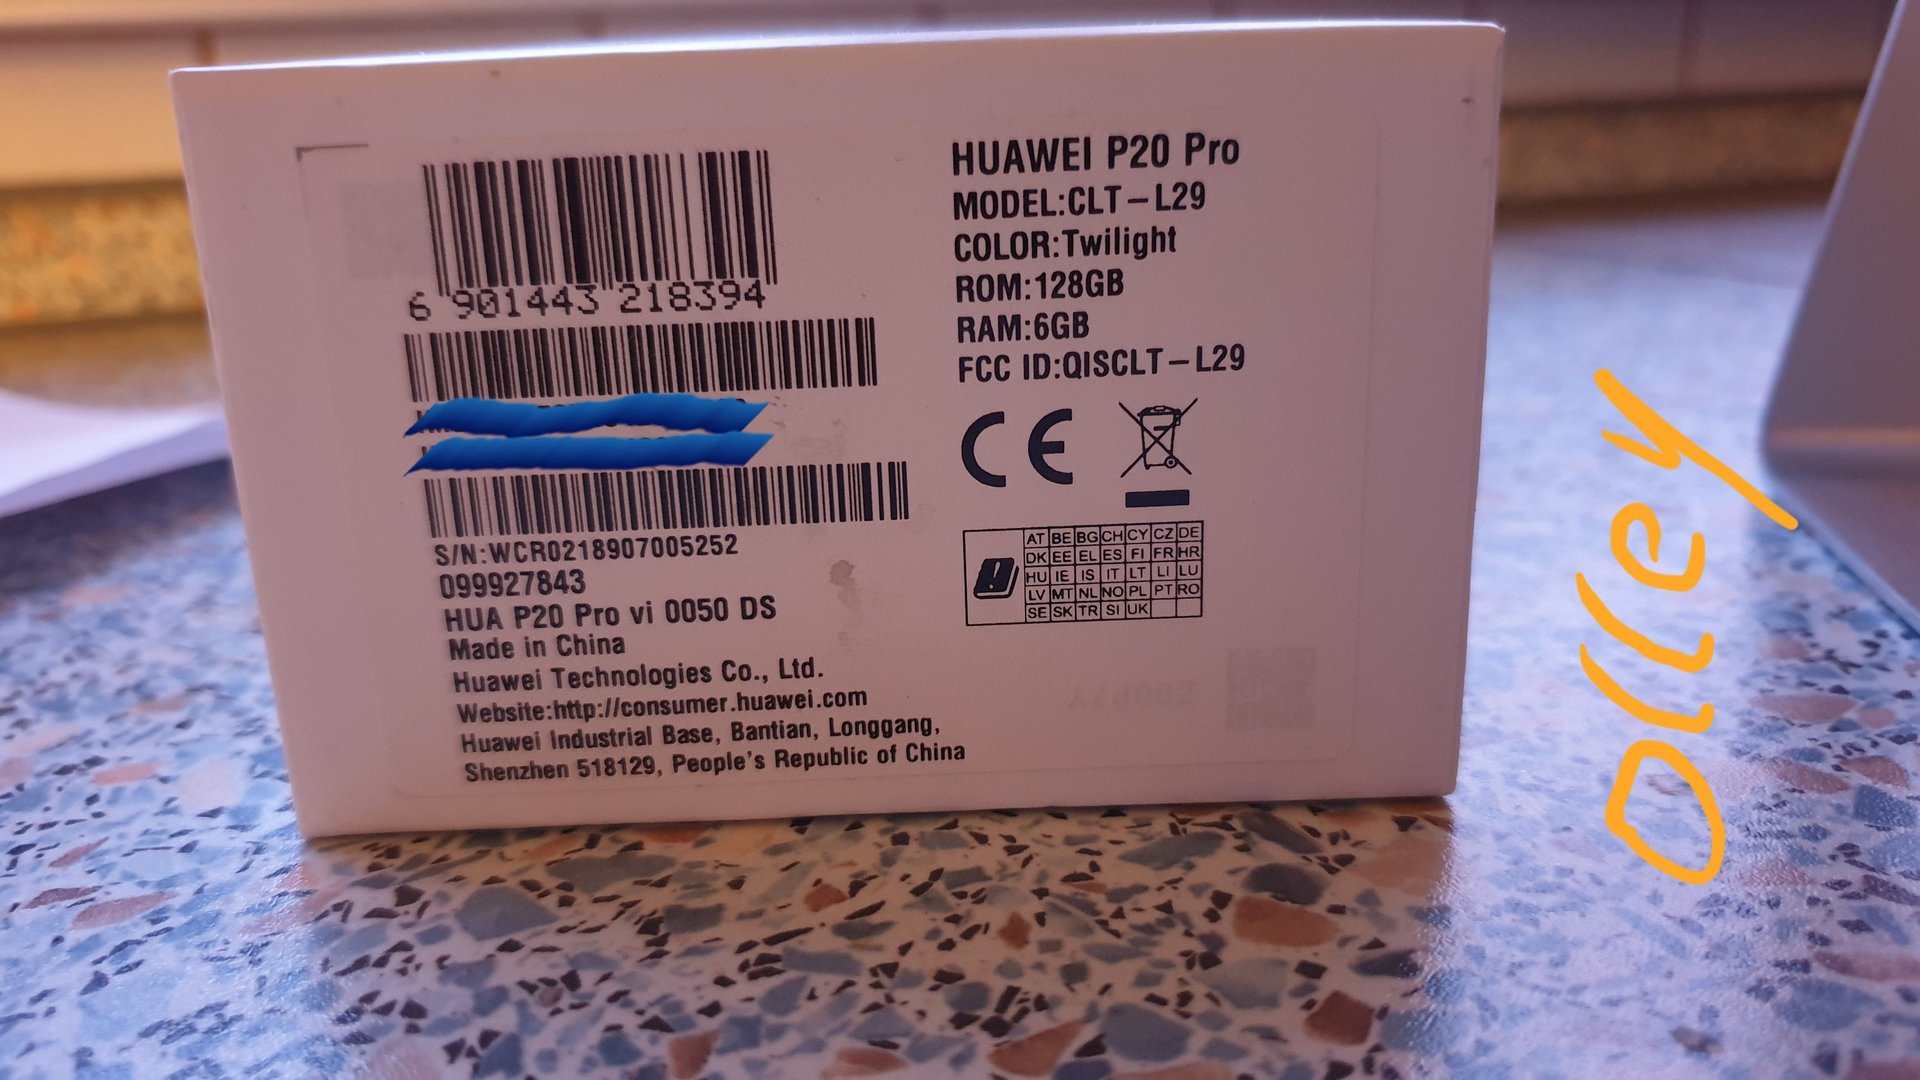 6 901443 218394
S/N:WCR0218907005252
099927843
HUA P20 Pro vi 0050 DS
Made in China
Huawei Technologies Co., Ltd.
Website:http://consumer.huawei.com
Huawei Industrial Base, Bantian, Longgang,
Shenzhen 518129, People's Republic of China
HUAWEI P20 Pro
MODEL:CLT-L29
COLOR:Twilight
ROM:128GB
RAM:6GB
FCC ID:QISCLT-L29
CE
AT BE BG CH CY CZ DE
DK EE EL ES FI FR HR
HU IE IS IT LT LI LU
LV MT NL NO PL PT RO
SE SK TR SI UK
olley